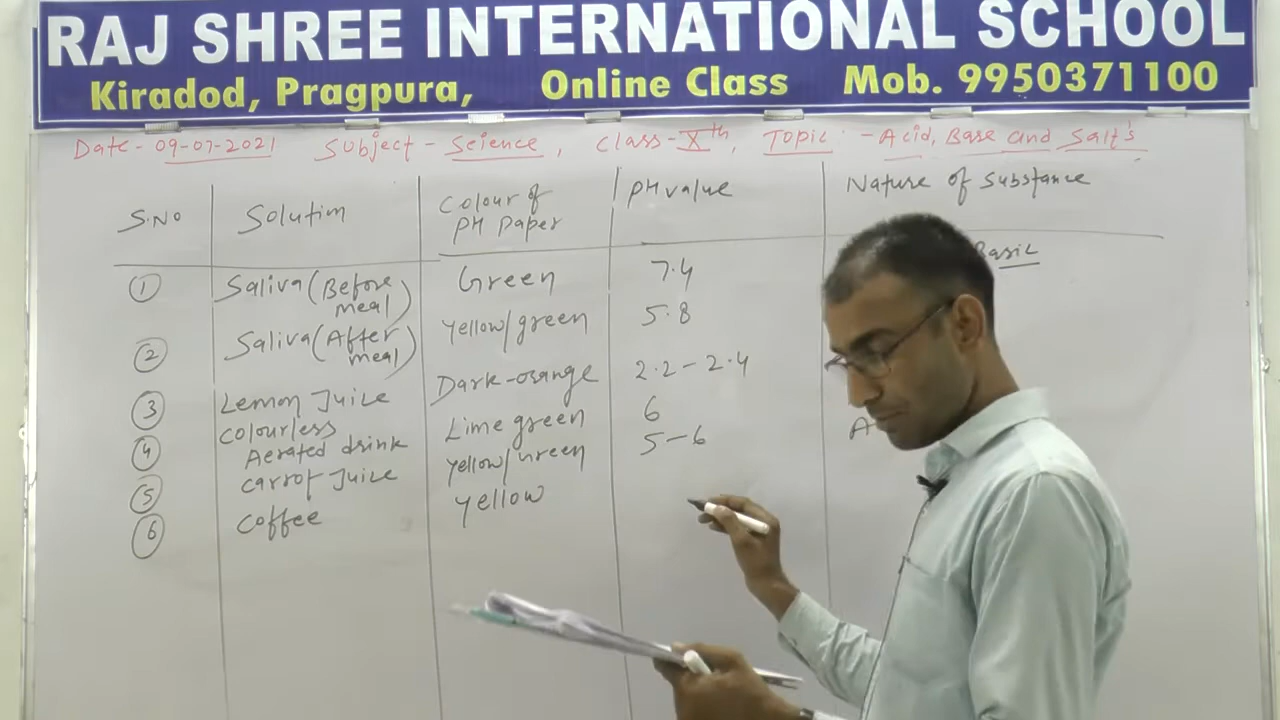 RAJ SHREE INTERNATIONAL SCHOOL
Kiradod, Pragpura, Online Class Mob. 9950371100
Date - 09-07-2021 Subject - Science, Class - Xth, Topic - Acid, Base and Salt's
S.No Solution Colour of PH Paper PH value Nature of Substance
1 Saliva (Before meal) Green 7.4 Basic
2 Saliva (After meal) Yellow/green 5.8
3 Lemon Juice Dark-orange 2.2 - 2.4
4 Colourless Aerated drink Lime green 6 A
5 Carrot Juice Yellow/Green 5-6
6 Coffee Yellow